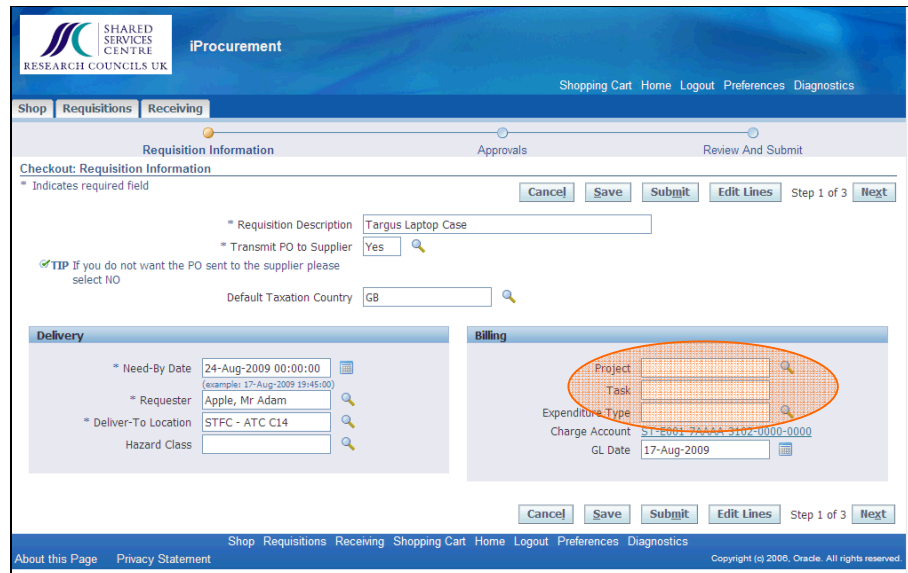 SHARED
SERVICES
CENTRE
RESEARCH COUNCILS UK
iProcurement
Shopping Cart Home Logout Preferences Diagnostics
Shop Requisitions Receiving
Requisition Information Approvals Review And Submit
Checkout: Requisition Information
* Indicates required field Cancel Save Submit Edit Lines Step 1 of 3 Next
* Requisition Description Targus Laptop Case
* Transmit PO to Supplier Yes
TIP If you do not want the PO sent to the supplier please
select NO
Default Taxation Country GB
Delivery
* Need-By Date 24-Aug-2009 00:00:00
(example: 17-Aug-2009 19:45:00)
* Requester Apple, Mr Adam
* Deliver-To Location STFC - ATC C14
Hazard Class
Billing
Project
Task
Expenditure Type
Charge Account ST-E001-7AAAA-3102-0000-0000
GL Date 17-Aug-2009
Cancel Save Submit Edit Lines Step 1 of 3 Next
Shop Requisitions Receiving Shopping Cart Home Logout Preferences Diagnostics
About this Page Privacy Statement Copyright (c) 2006, Oracle. All rights reserved.